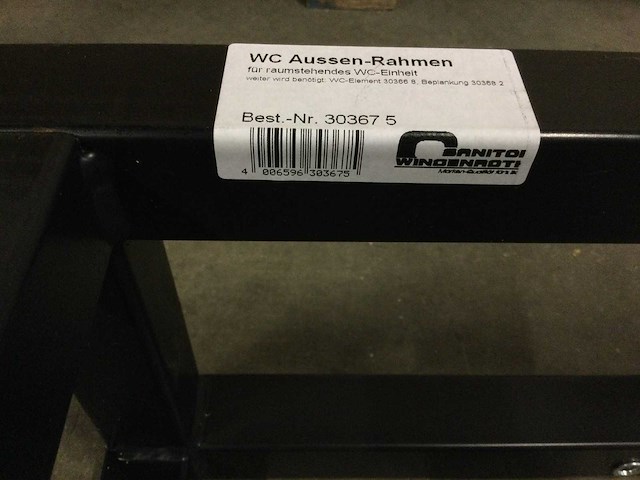 WC Aussen-Rahmen
für raumstehendes WC-Einheit
weiter wird benötigt: WC-Element 30366 8, Beplankung 30368 2
Best.-Nr. 30367 5
SANITOP
WINGENROTH
4 006596 303675